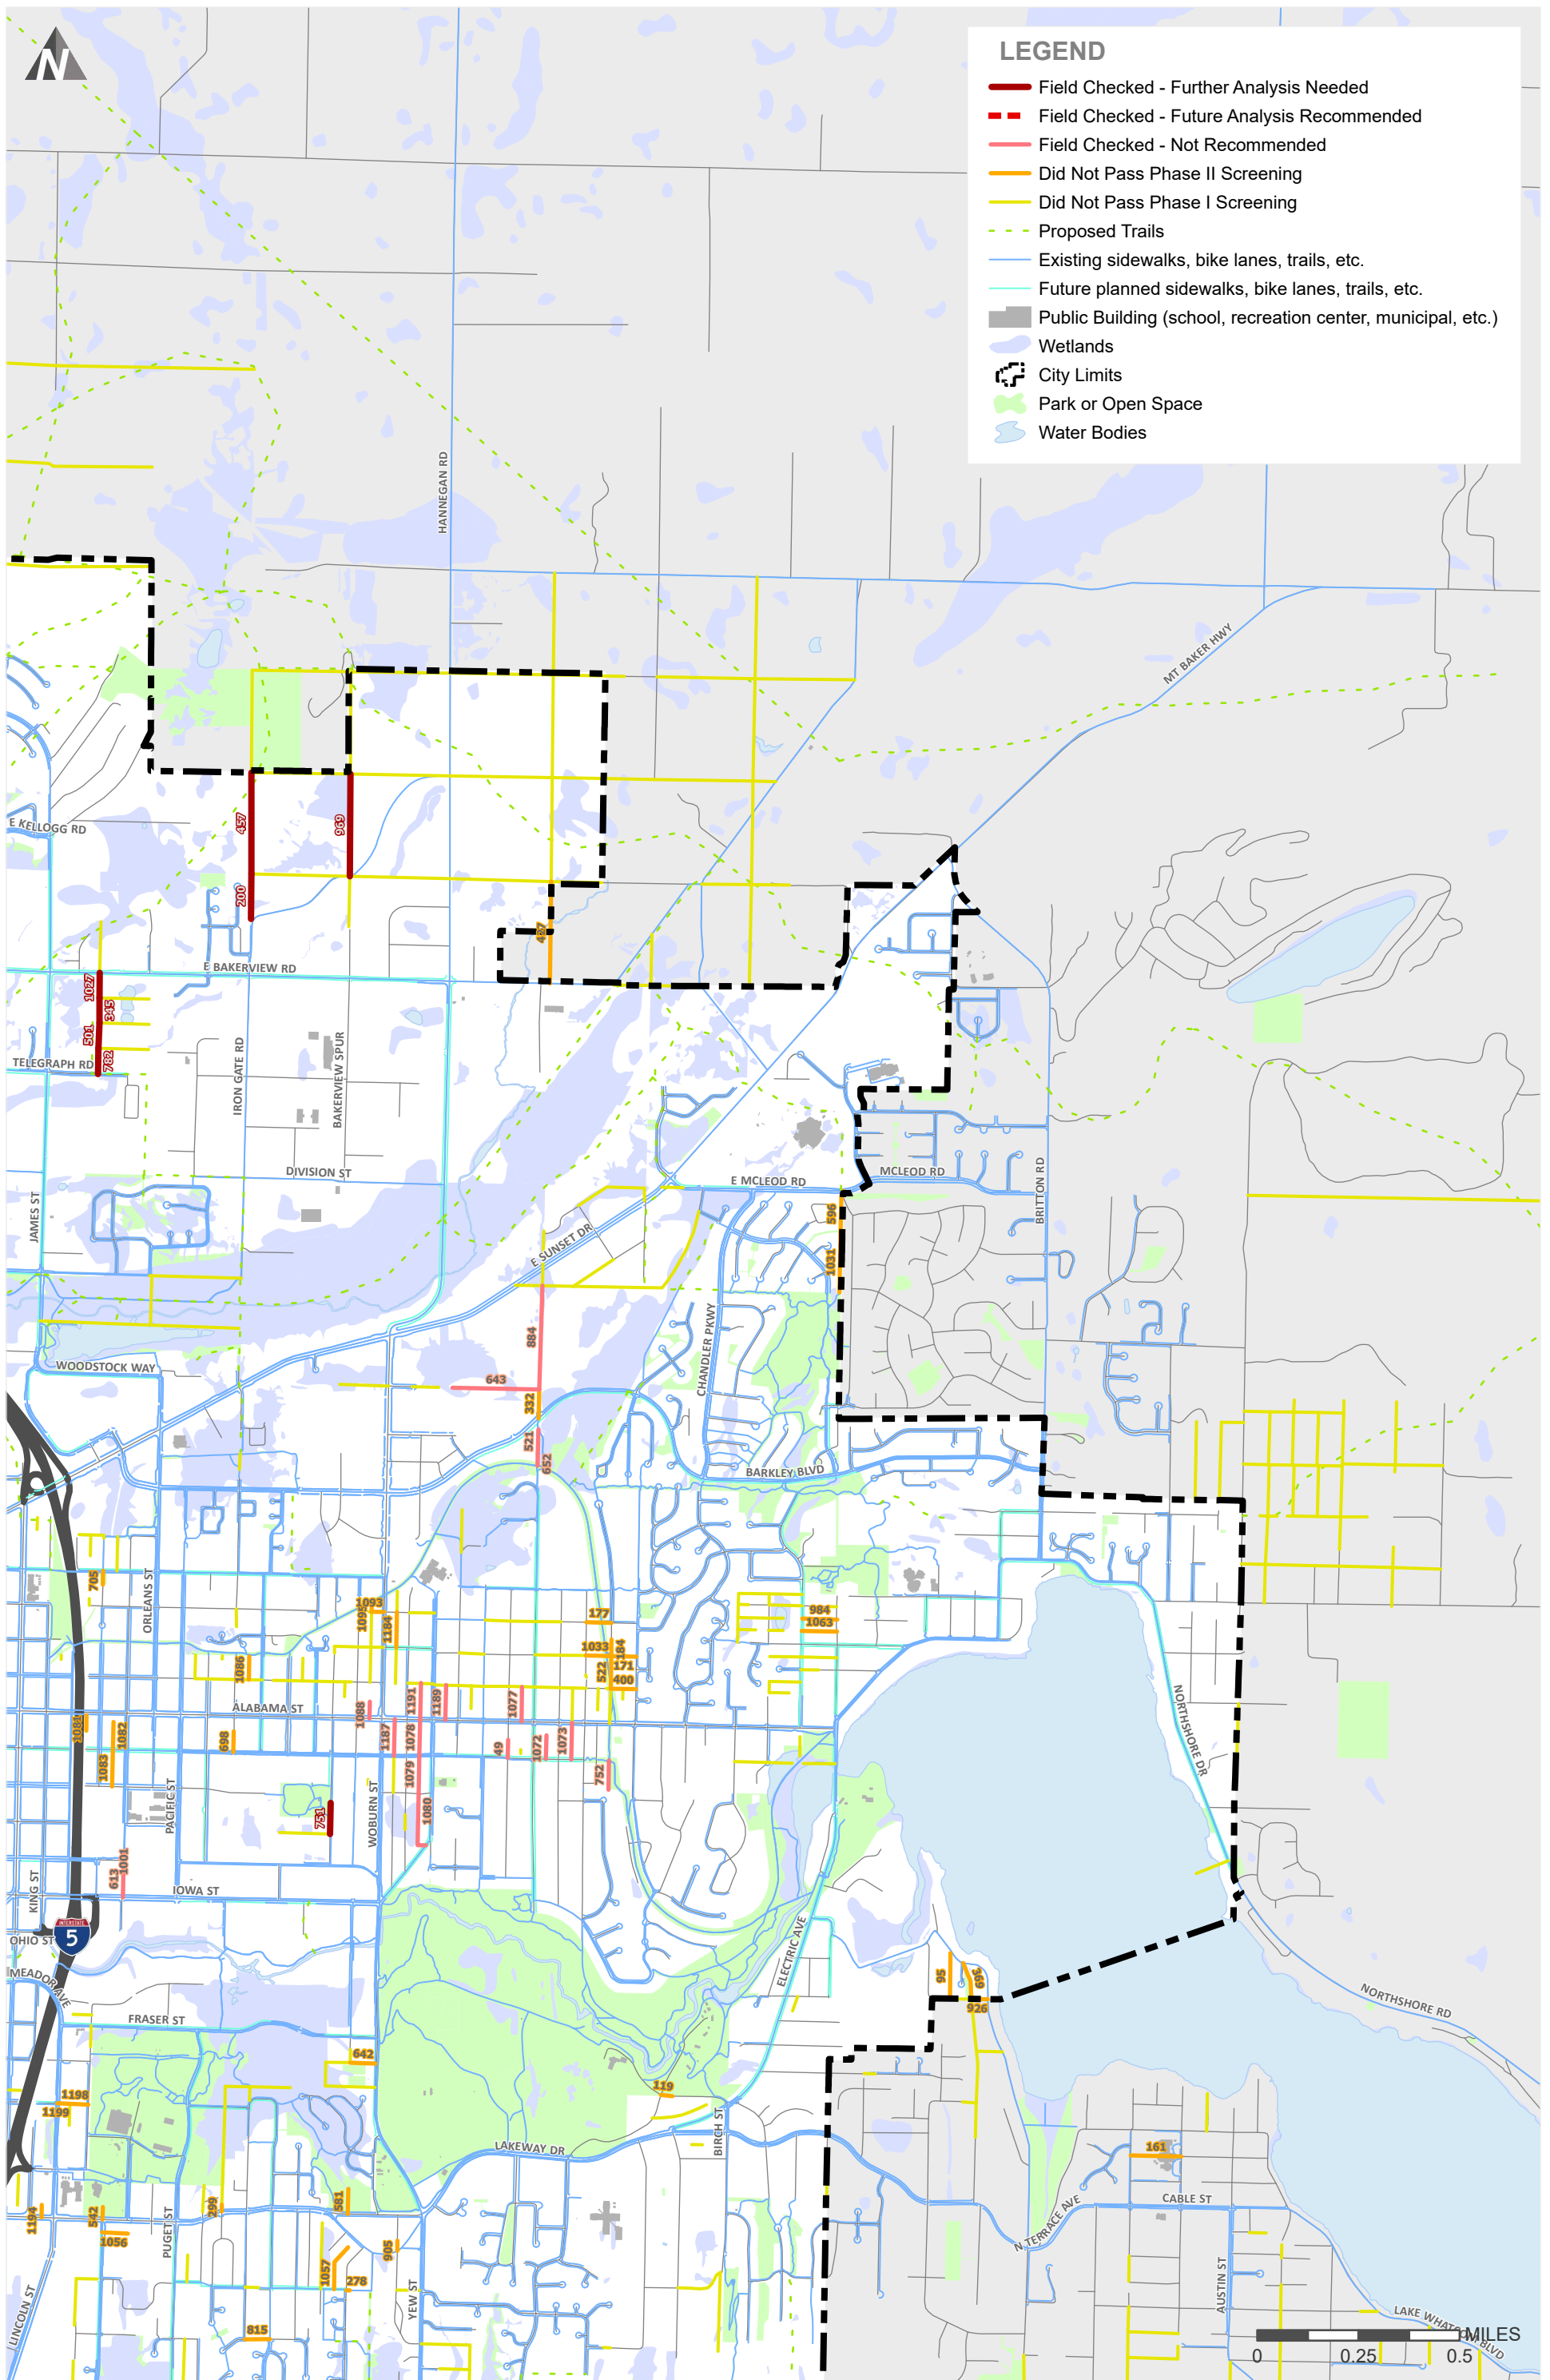 N
LEGEND
Field Checked - Further Analysis Needed
Field Checked - Future Analysis Recommended
Field Checked - Not Recommended
Did Not Pass Phase II Screening
Did Not Pass Phase I Screening
Proposed Trails
Existing sidewalks, bike lanes, trails, etc.
Future planned sidewalks, bike lanes, trails, etc.
Public Building (school, recreation center, municipal, etc.)
Wetlands
City Limits
Park or Open Space
Water Bodies
HANNEGAN RD
MT BAKER HWY
E KELLOGG RD
457
969
200
E BAKERVIEW RD
1027
345
501
782
TELEGRAPH RD
IRON GATE RD
BAKERVIEW SPUR
DIVISION ST
E MCLEOD RD
MCLEOD RD
BRITTON RD
JAMES ST
E SUNSET DR
596
1031
884
CHANDLER PKWY
WOODSTOCK WAY
643
332
521
652
BARKLEY BLVD
705
ORLEANS ST
1093
1095
1184
177
984
1063
1033
184
171
522
400
1086
1191
1189
1077
1088
ALABAMA ST
1081
1082
698
1187
1078
49
1072
1073
1083
1079
752
NORTHSHORE DR
PACIFIC ST
751
WOBURN ST
1080
613
1001
KING ST
IOWA ST
INTERSTATE
5
OHIO ST
ELECTRIC AVE
MEADOR AVE
95
369
926
NORTHSHORE RD
FRASER ST
642
1198
1199
119
BIRCH ST
LAKEWAY DR
161
CABLE ST
N TERRACE AVE
1194
542
299
581
1056
PUGET ST
905
1057
278
YEW ST
LINCOLN ST
AUSTIN ST
815
LAKE WHATCOM BLVD
MILES
0 0.25 0.5